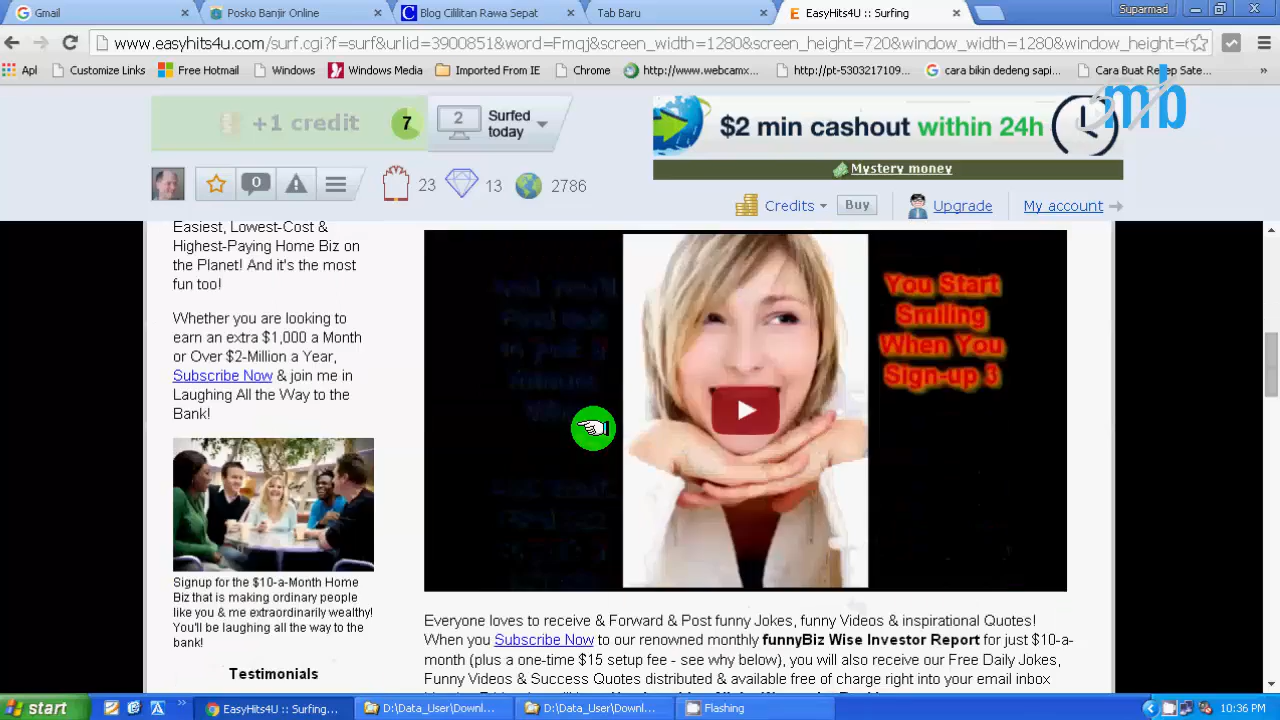 Gmail
Posko Banjir Online
Blog Cililitan Rawa Sepat
Tab Baru
EasyHits4U :: Surfing
Suparmad
www.easyhits4u.com/surf.cgi?f=surf&urlid=3900851&word=Fmqj&screen_width=1280&screen_height=720&window_width=1280&window_height=
Apl
Customize Links
Free Hotmail
Windows
Windows Media
Imported From IE
Chrome
http://www.webcamx...
http://pt-5303217109...
cara bikin dedeng sapi...
Cara Buat Resep Sate...
»
mb
+1 credit
7
2
Surfed
today
$2 min cashout within 24h
Mystery money
0
23
13
2786
Credits
Buy
Upgrade
My account
Easiest, Lowest-Cost &
Highest-Paying Home Biz on
the Planet! And it's the most
fun too!
Whether you are looking to
earn an extra $1,000 a Month
or Over $2-Million a Year,
Subscribe Now & join me in
Laughing All the Way to the
Bank!
Signup for the $10-a-Month Home
Biz that is making ordinary people
like you & me extraordinarily wealthy!
You'll be laughing all the way to the
bank!
Testimonials
You Start
Smiling
When You
Sign-up 3
Everyone loves to receive & Forward & Post funny Jokes, funny Videos & inspirational Quotes!
When you Subscribe Now to our renowned monthly funnyBiz Wise Investor Report for just $10-a-
month (plus a one-time $15 setup fee - see why below), you will also receive our Free Daily Jokes,
Funny Videos & Success Quotes distributed & available free of charge right into your email inbox
start
EasyHits4U :: Surfing...
D:\Data_User\Downl...
D:\Data_User\Downl...
Flashing
10:36 PM